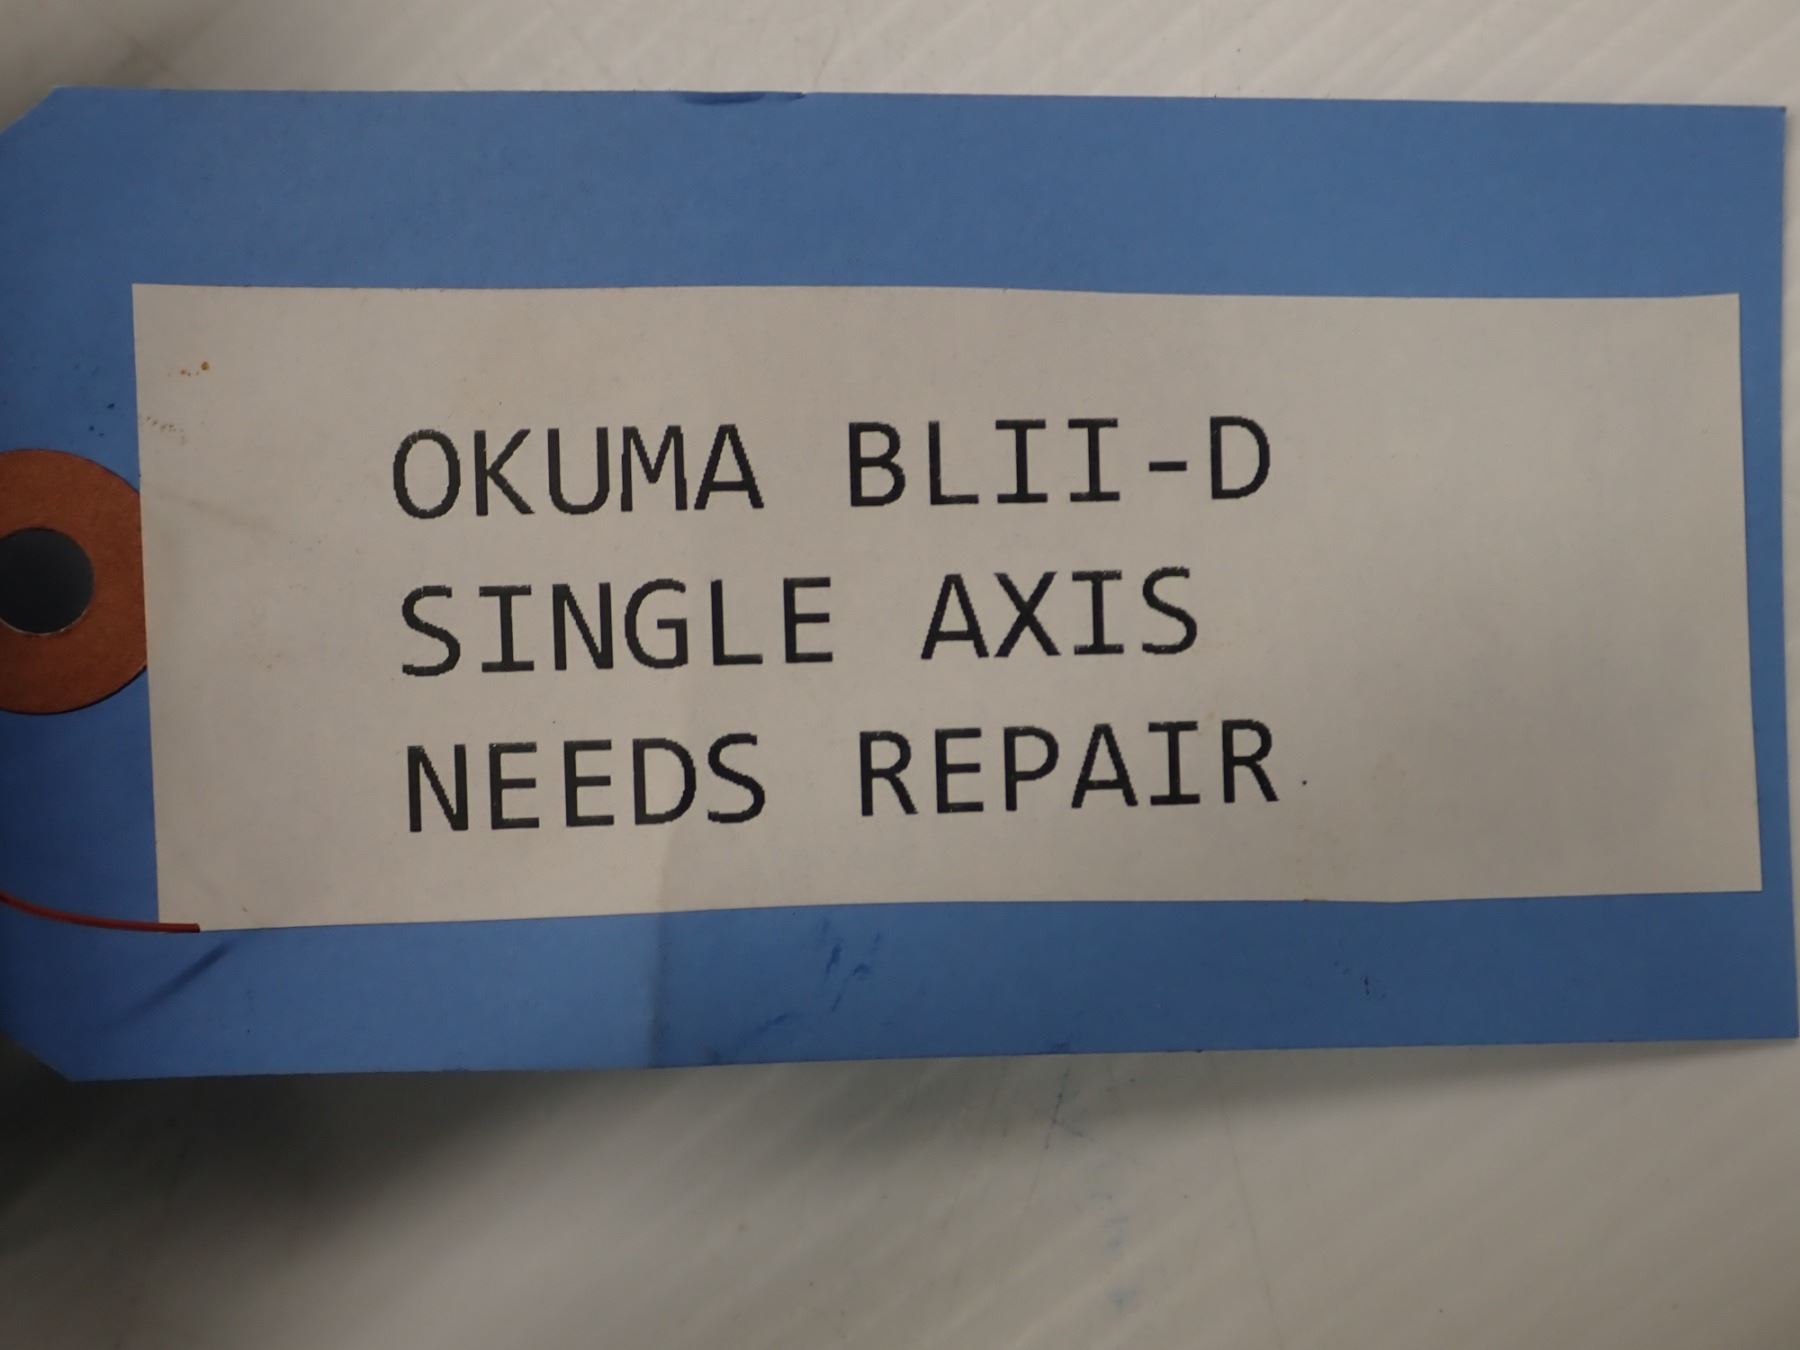 OKUMA BLII-D
SINGLE AXIS
NEEDS REPAIR